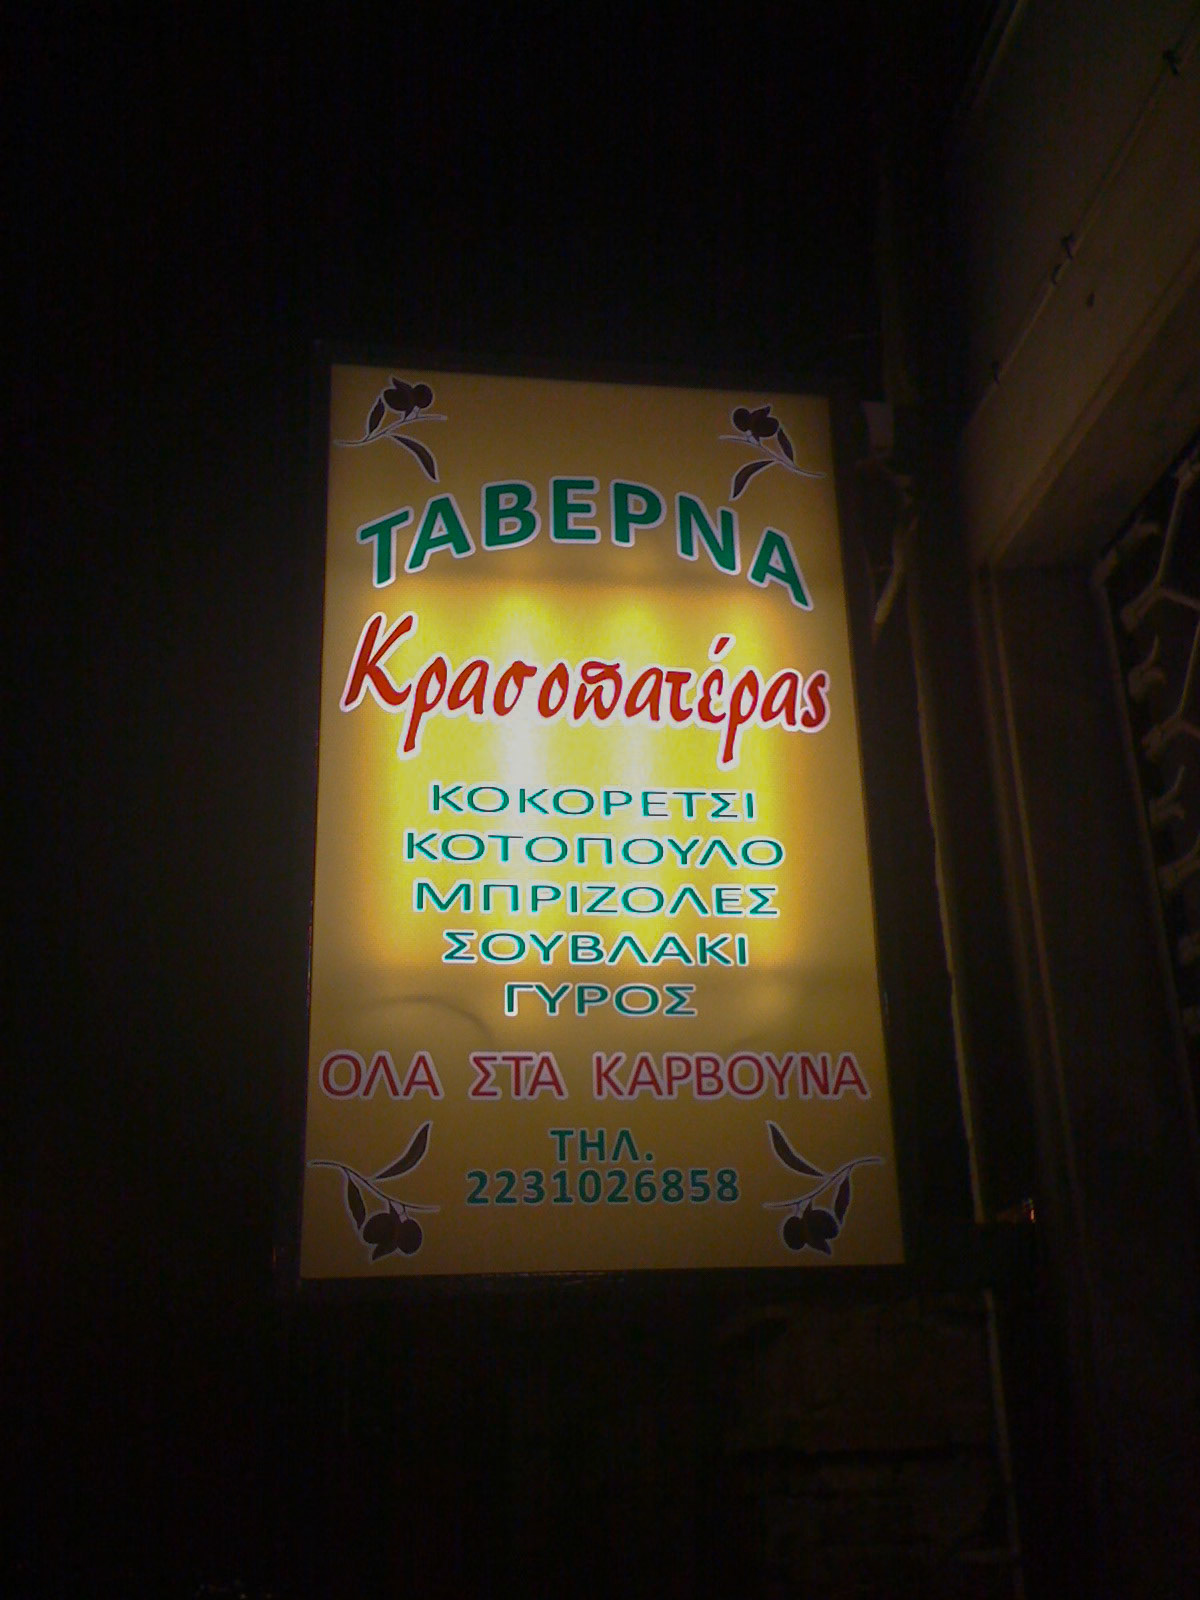 ΤΑΒΕΡΝΑ
Κρασοπατέρας
ΚΟΚΟΡΕΤΣΙ
ΚΟΤΟΠΟΥΛΟ
ΜΠΡΙΖΟΛΕΣ
ΣΟΥΒΛΑΚΙ
ΓΥΡΟΣ
ΟΛΑ ΣΤΑ ΚΑΡΒΟΥΝΑ
ΤΗΛ.
2231026858